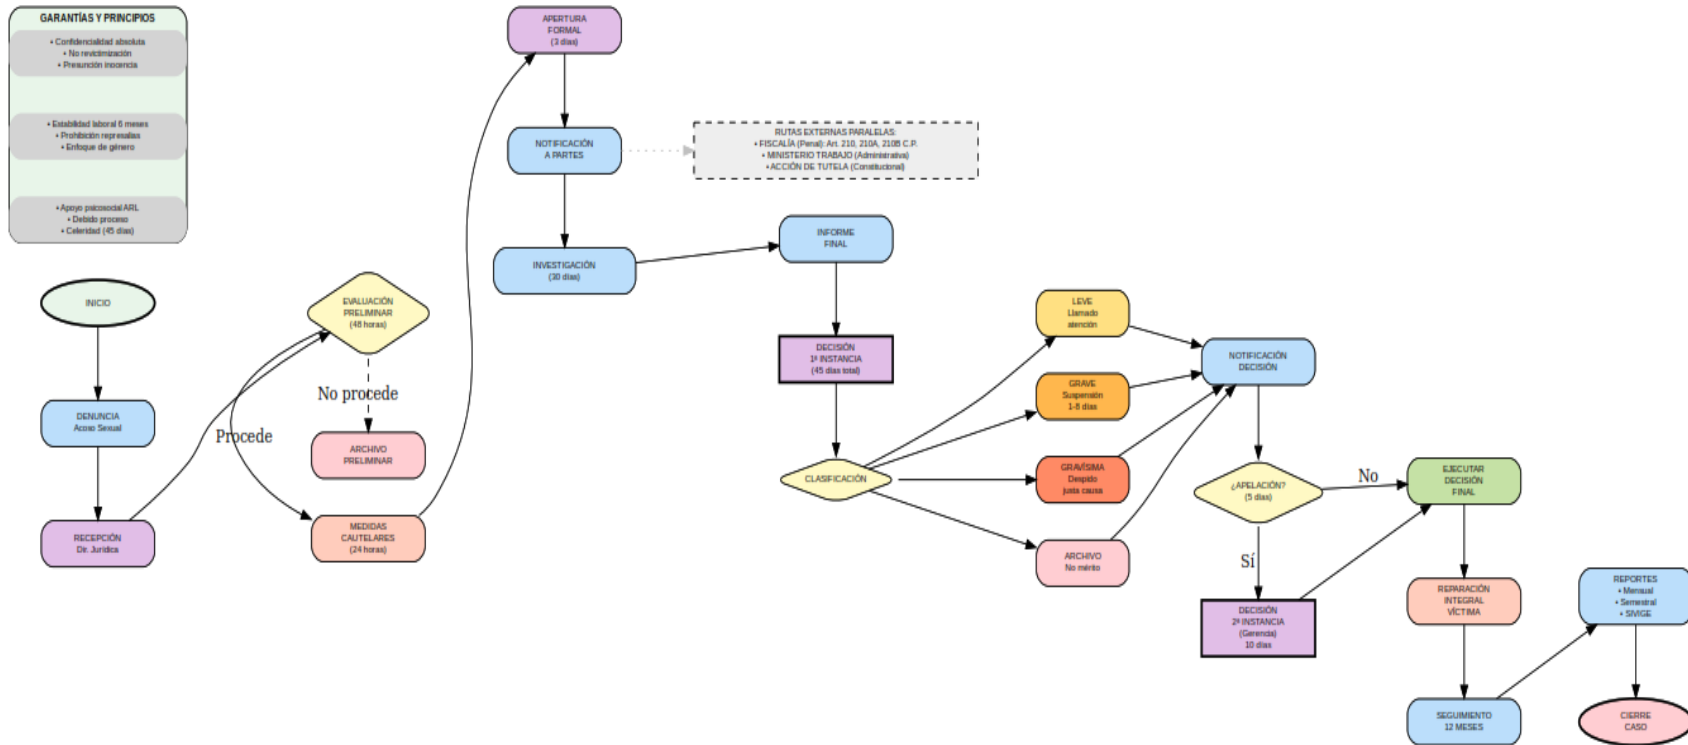 GARANTÍAS Y PRINCIPIOS
• Confidencialidad absoluta
• No revictimización
• Presunción inocencia
• Estabilidad laboral 6 meses
• Prohibición represalias
• Enfoque de género
• Apoyo psicosocial ARL
• Debido proceso
• Celeridad (45 días)
INICIO
DENUNCIA
Acoso Sexual
RECEPCIÓN
Dir. Jurídica
EVALUACIÓN
PRELIMINAR
(48 horas)
No procede
Procede
ARCHIVO
PRELIMINAR
MEDIDAS
CAUTELARES
(24 horas)
APERTURA
FORMAL
(3 días)
NOTIFICACIÓN
A PARTES
RUTAS EXTERNAS PARALELAS:
• FISCALÍA (Penal): Art. 210, 210A, 210B C.P.
• MINISTERIO TRABAJO (Administrativa)
• ACCIÓN DE TUTELA (Constitucional)
INVESTIGACIÓN
(30 días)
INFORME
FINAL
DECISIÓN
1ª INSTANCIA
(45 días total)
CLASIFICACIÓN
LEVE
Llamado
atención
GRAVE
Suspensión
1-8 días
GRAVÍSIMA
Despido
justa causa
ARCHIVO
No mérito
NOTIFICACIÓN
DECISIÓN
¿APELACIÓN?
(5 días)
No
Sí
DECISIÓN
2ª INSTANCIA
(Gerencia)
10 días
EJECUTAR
DECISIÓN
FINAL
REPARACIÓN
INTEGRAL
VÍCTIMA
SEGUIMIENTO
12 MESES
REPORTES
• Mensual
• Semestral
• SIVIGE
CIERRE
CASO